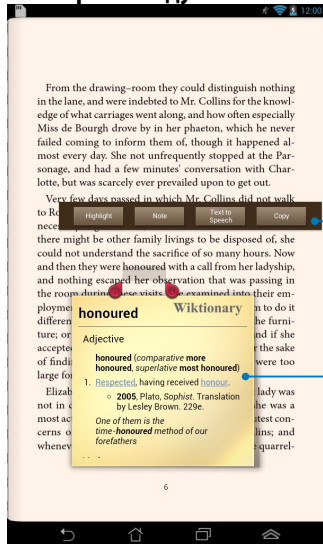 12:00
From the drawing–room they could distinguish nothing
in the lane, and were indebted to Mr. Collins for the knowl-
edge of what carriages went along, and how often especially
Miss de Bourgh drove by in her phaeton, which he never
failed coming to inform them of, though it happened al-
most every day. She not unfrequently stopped at the Par-
sonage, and had a few minutes' conversation with Char-
lotte, but was scarcely ever prevailed upon to get out.
Very few days passed in which Mr. Collins did not walk
to Ro
Highlight
Note
Text to
Speech
Copy
neces
there might be other family livings to be disposed of, she
could not understand the sacrifice of so many hours. Now
and then they were honoured with a call from her ladyship,
and nothing escaped her observation that was passing in
the room during these visits. She examined into their em-
ployme
m to do it
differen
he furni-
ture; or
nd if she
accepte
r the sake
of findin
were too
large fo
Wiktionary
honoured
Adjective
honoured (comparative more
honoured, superlative most honoured)
1. Respected, having received honour.
2005, Plato, Sophist. Translation
by Lesley Brown. 229e.
One of them is the
time-honoured method of our
forefathers
Elizab
lady was
not in c
he was a
most ac
utest con-
cerns o
lins; and
whenev
e quarrel-
6